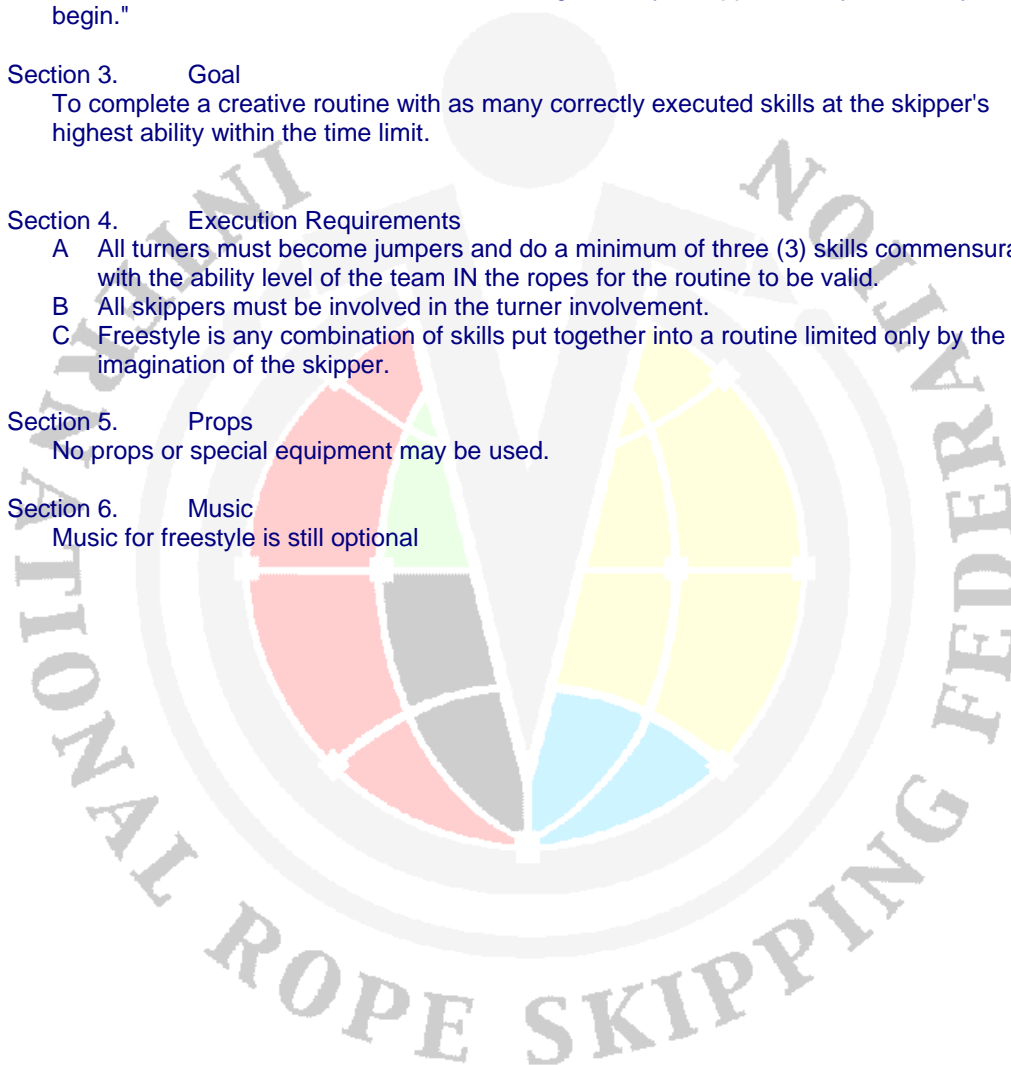 begin."
Section 3. Goal
To complete a creative routine with as many correctly executed skills at the skipper's
highest ability within the time limit.
Section 4. Execution Requirements
A All turners must become jumpers and do a minimum of three (3) skills commensura
with the ability level of the team IN the ropes for the routine to be valid.
B All skippers must be involved in the turner involvement.
C Freestyle is any combination of skills put together into a routine limited only by the
imagination of the skipper.
Section 5. Props
No props or special equipment may be used.
Section 6. Music
Music for freestyle is still optional
INTERNATIONAL ROPE SKIPPING FEDERATION